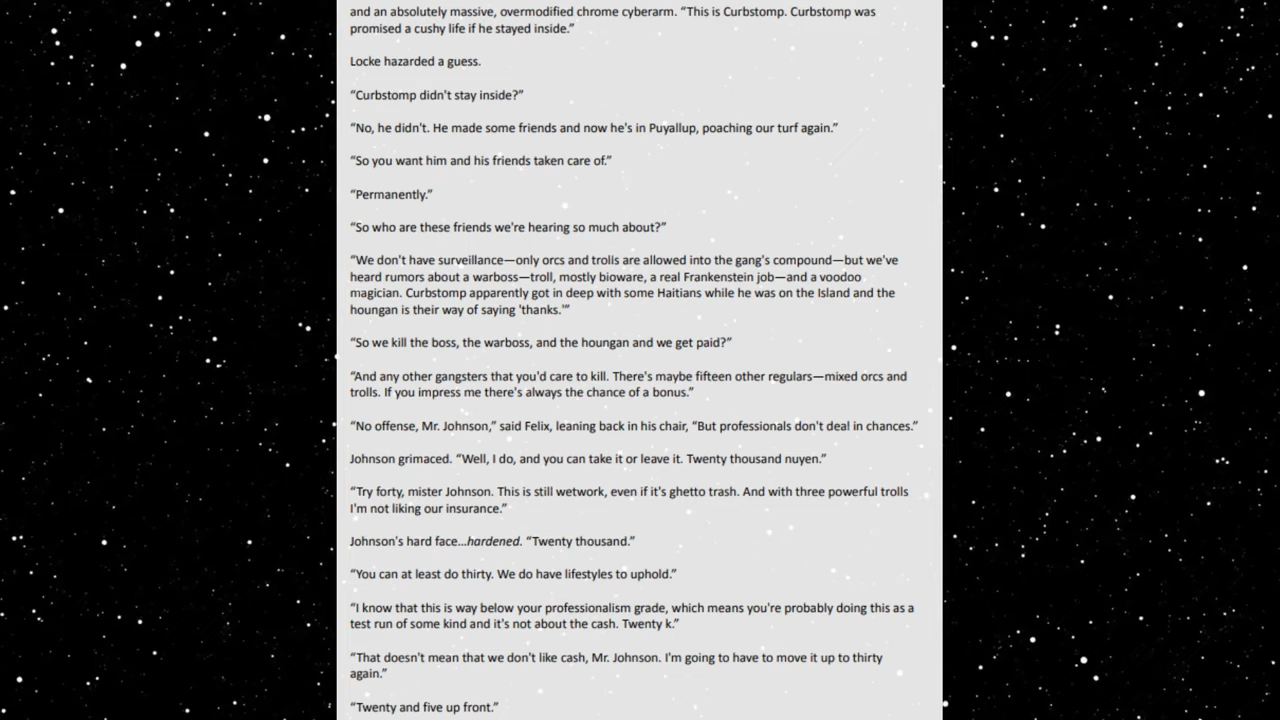 and an absolutely massive, overmodified chrome cyberarm. “This is Curbstomp. Curbstomp was
promised a cushy life if he stayed inside.”
Locke hazarded a guess.
“Curbstomp didn't stay inside?”
“No, he didn't. He made some friends and now he's in Puyallup, poaching our turf again.”
“So you want him and his friends taken care of.”
“Permanently.”
“So who are these friends we're hearing so much about?”
“We don't have surveillance—only orcs and trolls are allowed into the gang's compound—but we've
heard rumors about a warboss—troll, mostly bioware, a real Frankenstein job—and a voodoo
magician. Curbstomp apparently got in deep with some Haitians while he was on the Island and the
houngan is their way of saying 'thanks.'”
“So we kill the boss, the warboss, and the houngan and we get paid?”
“And any other gangsters that you'd care to kill. There's maybe fifteen other regulars—mixed orcs and
trolls. If you impress me there's always the chance of a bonus.”
“No offense, Mr. Johnson,” said Felix, leaning back in his chair, “But professionals don't deal in chances.”
Johnson grimaced. “Well, I do, and you can take it or leave it. Twenty thousand nuyen.”
“Try forty, mister Johnson. This is still wetwork, even if it's ghetto trash. And with three powerful trolls
I'm not liking our insurance.”
Johnson's hard face...hardened. “Twenty thousand.”
“You can at least do thirty. We do have lifestyles to uphold.”
“I know that this is way below your professionalism grade, which means you're probably doing this as a
test run of some kind and it's not about the cash. Twenty k.”
“That doesn't mean that we don't like cash, Mr. Johnson. I'm going to have to move it up to thirty
again.”
“Twenty and five up front.”